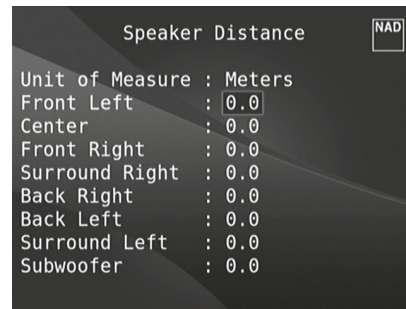 Speaker Distance
NAD
Unit of Measure : Meters
Front Left : 0.0
Center : 0.0
Front Right : 0.0
Surround Right : 0.0
Back Right : 0.0
Back Left : 0.0
Surround Left : 0.0
Subwoofer : 0.0